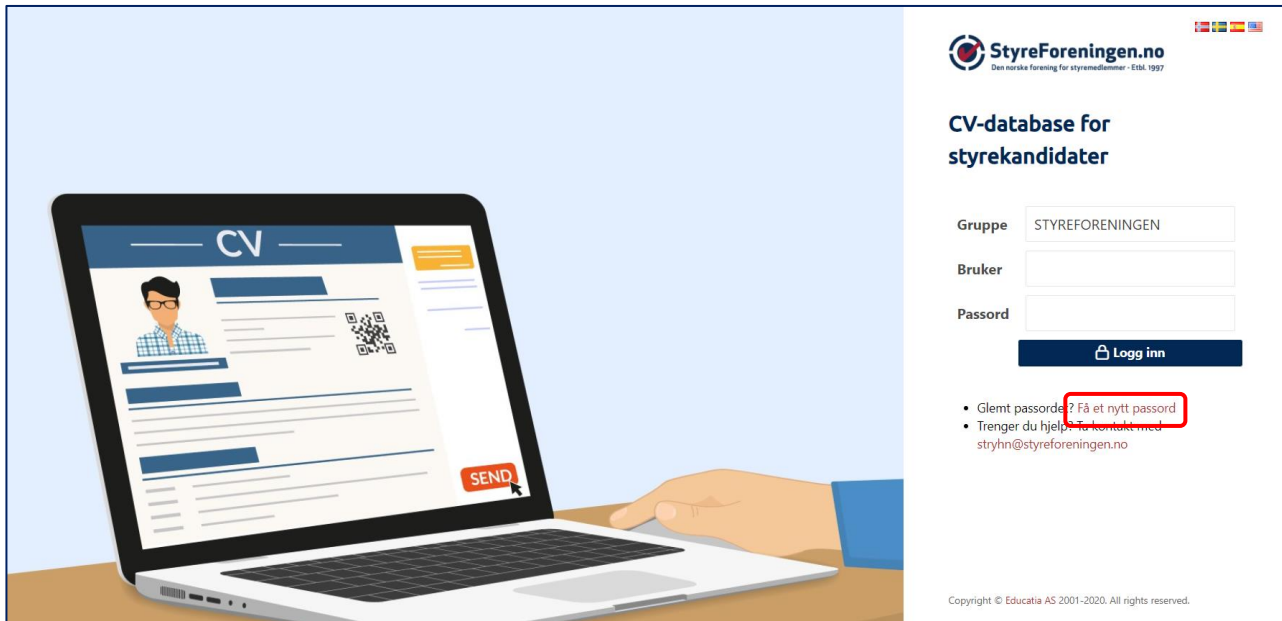 StyreForeningen.no
Den norske forening for styremedlemmer - Etbl. 1997
CV-database for
styrekandidater
Gruppe STYREFORENINGEN
Bruker
Passord
Logg inn
• Glemt passordet? Få et nytt passord
• Trenger du hjelp? Ta kontakt med
stryhn@styreforeningen.no
Copyright © Educatia AS 2001-2020. All rights reserved.
CV
SEND